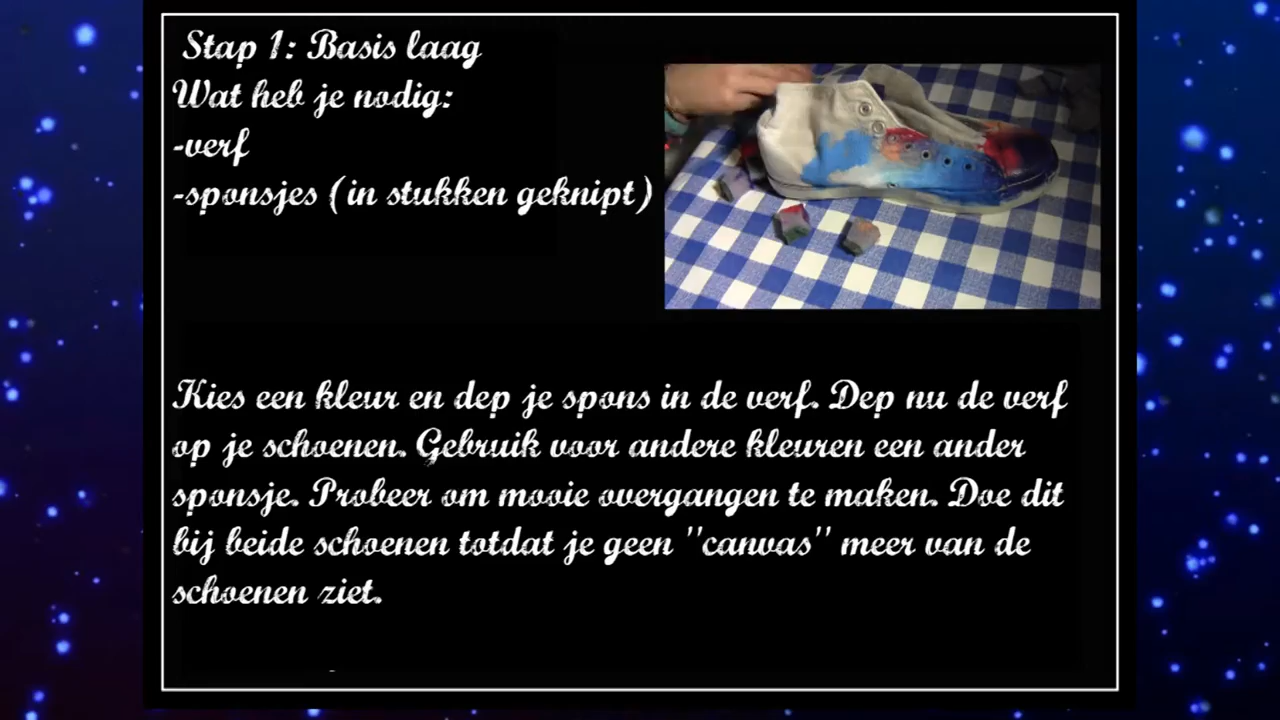 Stap 1: Basis laag
Wat heb je nodig:
-verf
-sponsjes (in stukken geknipt)
Kies een kleur en dep je spons in de verf. Dep nu de verf
op je schoenen. Gebruik voor andere kleuren een ander
sponsje. Probeer om mooie overgangen te maken. Doe dit
bij beide schoenen totdat je geen "canvas" meer van de
schoenen ziet.